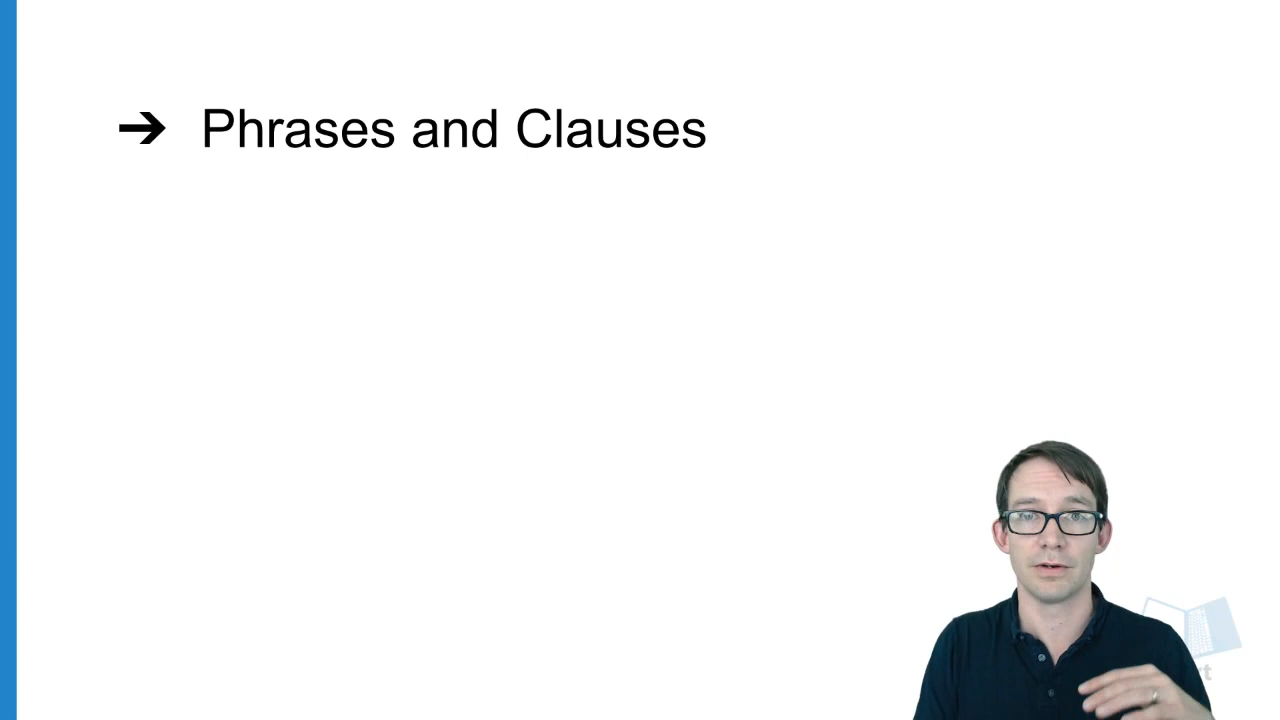 ➔ Phrases and Clauses